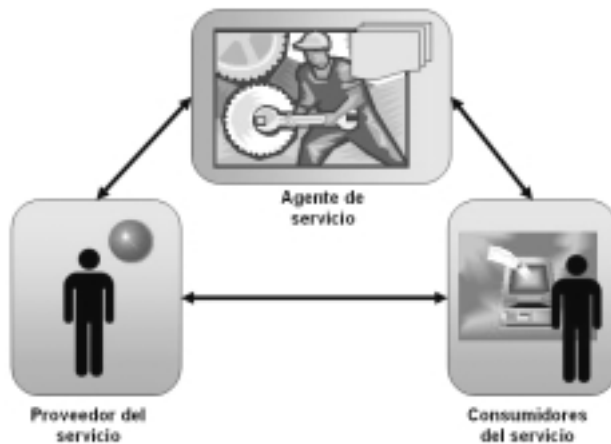 Agente de
servicio
Proveedor del
servicio
Consumidores
del servicio